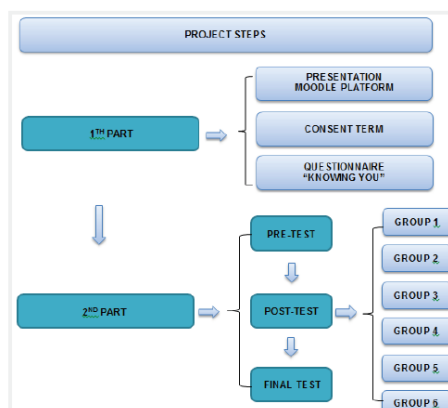 PROJECT STEPS
PRESENTATION
MOODLE PLATFORM
1TH PART
CONSENT TERM
QUESTIONNAIRE
“KNOWING YOU”
PRE-TEST
GROUP 1
GROUP 2
GROUP 3
2ND PART
POST-TEST
GROUP 4
GROUP 5
FINAL TEST
GROUP 6